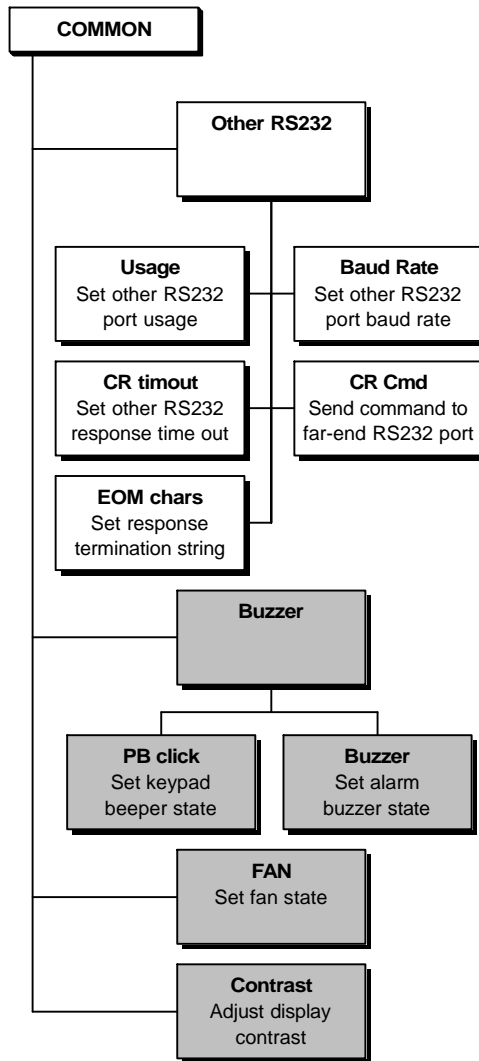 COMMON
Other RS232
Usage
Set other RS232
port usage
Baud Rate
Set other RS232
port baud rate
CR timout
Set other RS232
response time out
CR Cmd
Send command to
far-end RS232 port
EOM chars
Set response
termination string
Buzzer
PB click
Set keypad
beeper state
Buzzer
Set alarm
buzzer state
FAN
Set fan state
Contrast
Adjust display
contrast